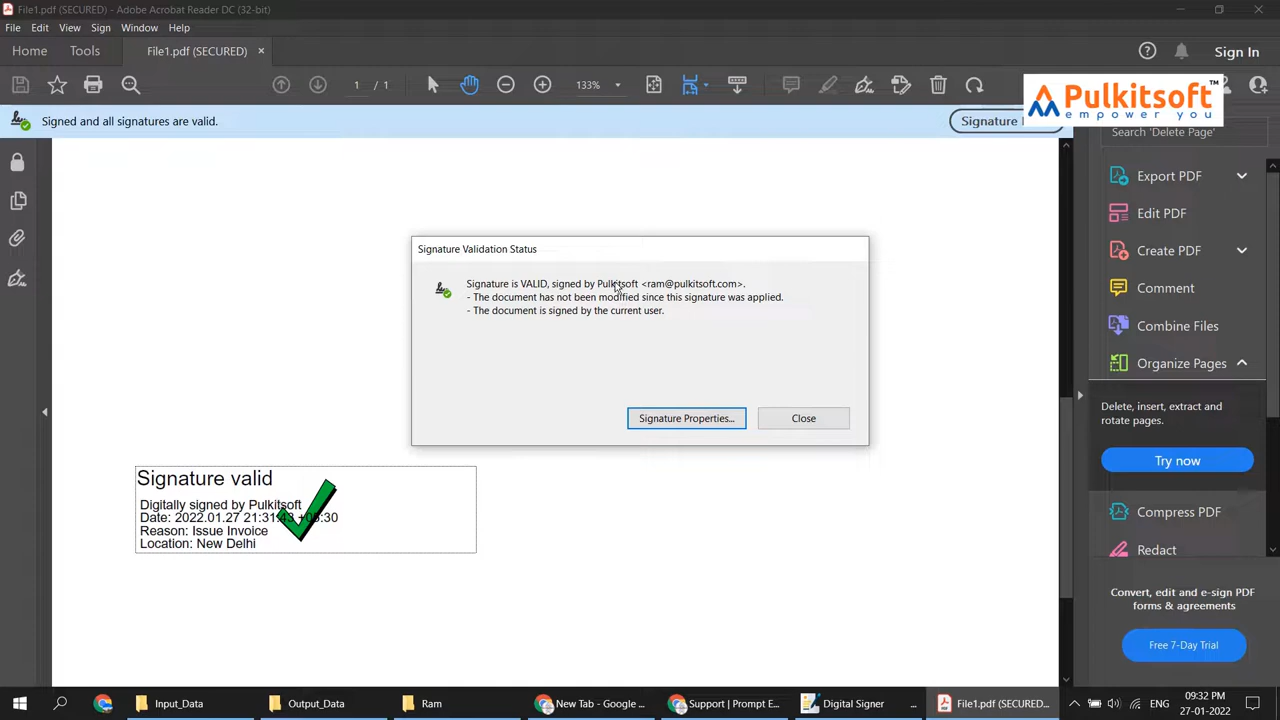 File1.pdf (SECURED) - Adobe Acrobat Reader DC (32-bit)
File Edit View Sign Window Help
Home Tools File1.pdf (SECURED) × Sign In
1 / 1 133%
Pulkitsoft™
empower you
Signed and all signatures are valid.
Signature
Search 'Delete Page'
Export PDF
Edit PDF
Create PDF
Comment
Combine Files
Organize Pages
Delete, insert, extract and
rotate pages.
Try now
Compress PDF
Redact
Convert, edit and e-sign PDF
forms & agreements
Free 7-Day Trial
Signature Validation Status
Signature is VALID, signed by Pulkitsoft <ram@pulkitsoft.com>.
- The document has not been modified since this signature was applied.
- The document is signed by the current user.
Signature Properties... Close
Signature valid
Digitally signed by Pulkitsoft
Date: 2022.01.27 21:31:43 +05:30
Reason: Issue Invoice
Location: New Delhi
Input_Data Output_Data Ram New Tab - Google ... Support | Prompt E... Digital Signer ... File1.pdf (SECURED)... ENG 09:32 PM
27-01-2022